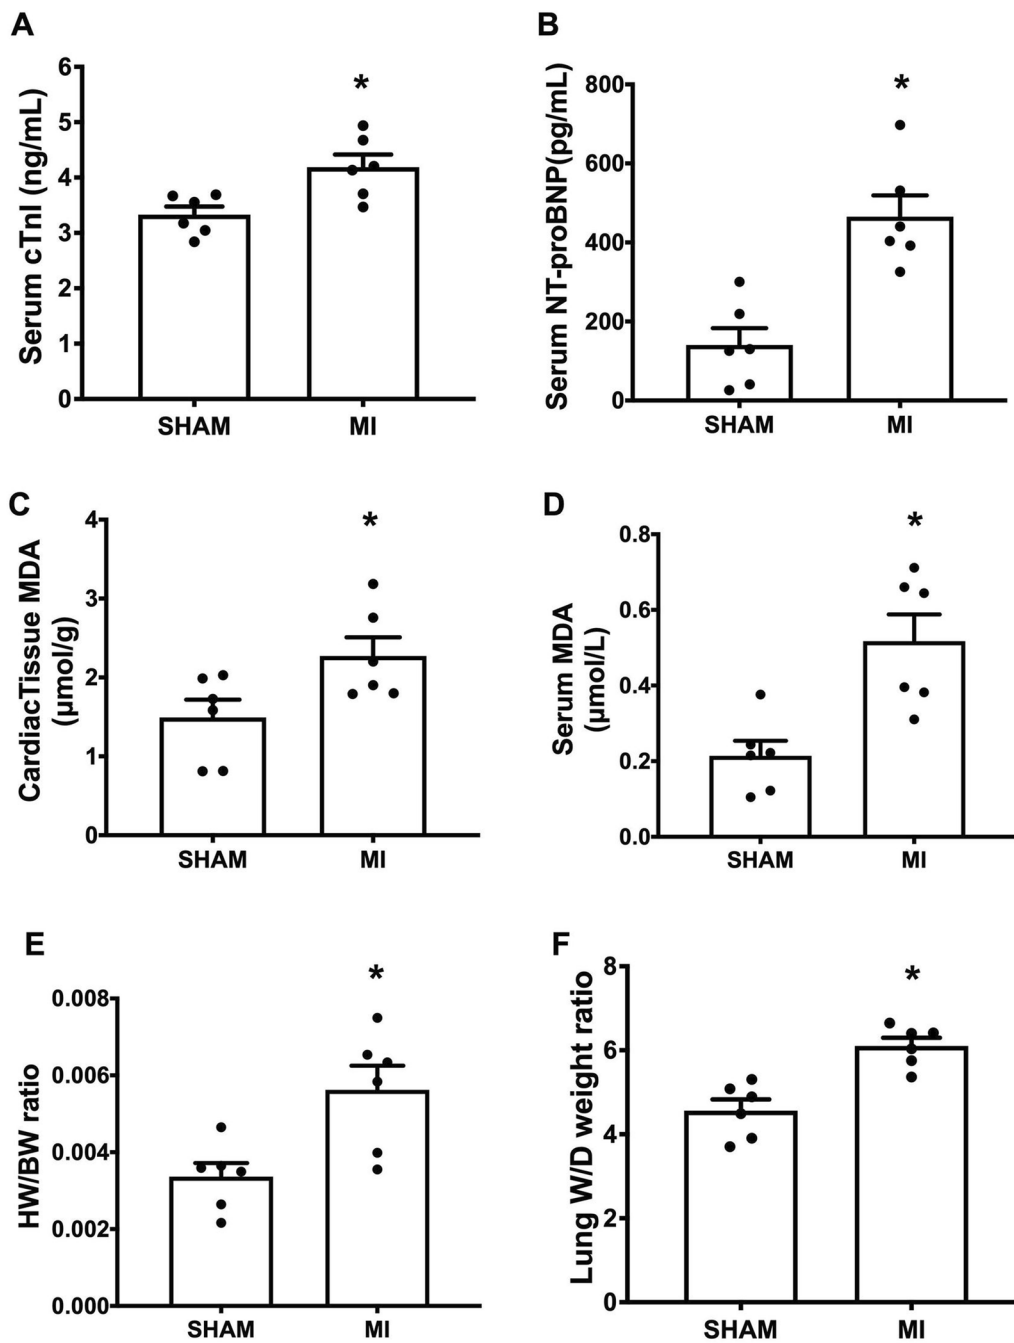 A
Serum cTnI (ng/mL)
6
5
4
3
2
1
0
*
SHAM
MI
B
Serum NT-proBNP(pg/mL)
800
600
400
200
0
*
SHAM
MI
C
CardiacTissue MDA
(μmol/g)
4
3
2
1
0
*
SHAM
MI
D
Serum MDA
(μmol/L)
0.8
0.6
0.4
0.2
0.0
*
SHAM
MI
E
HW/BW ratio
0.008
0.006
0.004
0.002
0.000
*
SHAM
MI
F
Lung W/D weight ratio
8
6
4
2
0
*
SHAM
MI